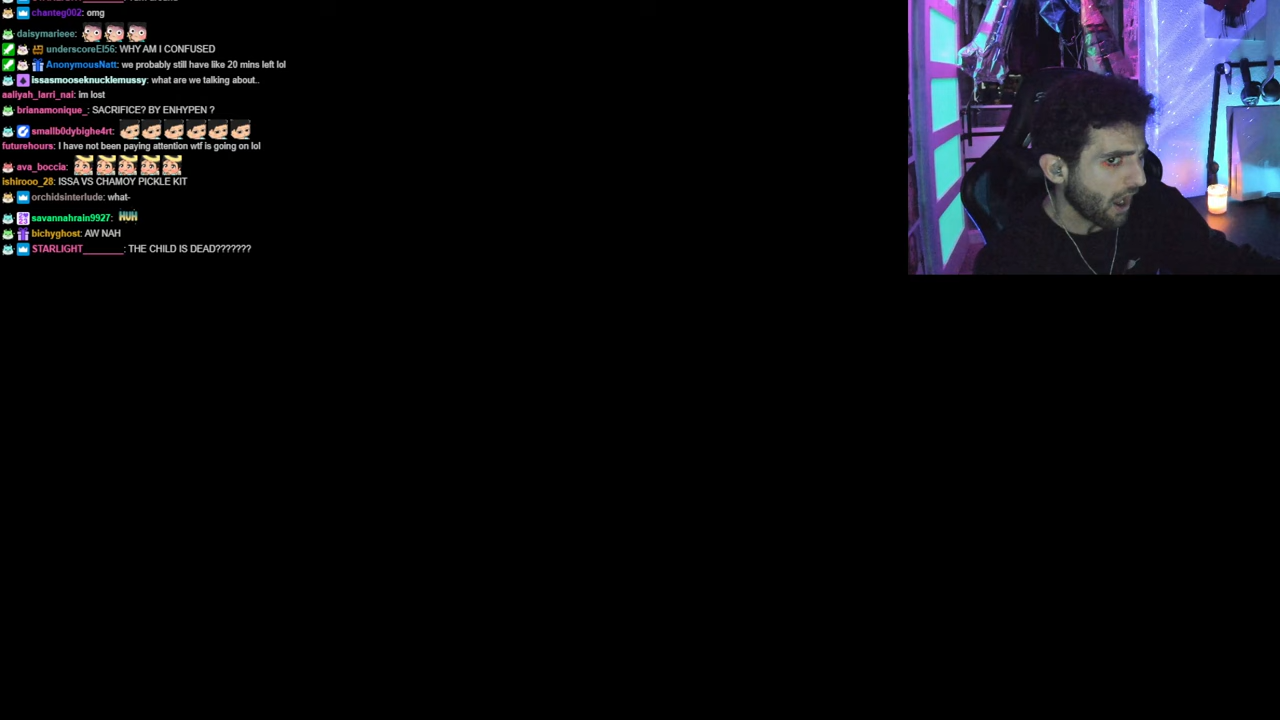 chanteg002: omg
daisymarieee:
underscoreEl56: WHY AM I CONFUSED
AnonymousNatt: we probably still have like 20 mins left lol
issasmooseknucklemussy: what are we talking about..
aaliyah_larri_nai: im lost
brianamonique_: SACRIFICE? BY ENHYPEN ?
smallb0dybighe4rt:
futurehours: I have not been paying attention wtf is going on lol
ava_boccia:
ishirooo_28: ISSA VS CHAMOY PICKLE KIT
orchidsinterlude: what-
savannahrain9927: HUH
bichyghost: AW NAH
STARLIGHT________: THE CHILD IS DEAD???????